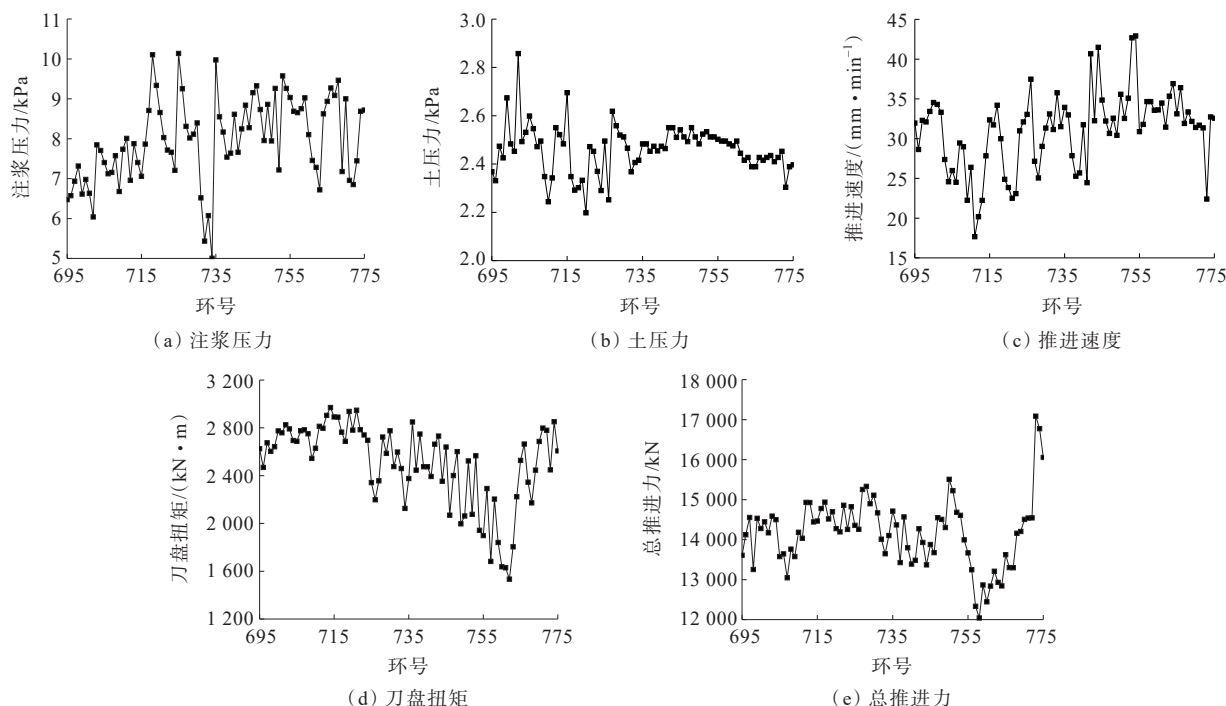 注浆压力/kPa
11
10
9
8
7
6
5
695 715 735 755 775
环号
(a) 注浆压力
土压力/kPa
3.0
2.8
2.6
2.4
2.2
2.0
695 715 735 755 775
环号
(b) 土压力
推进速度/(mm·min⁻¹)
45
40
35
30
25
20
15
695 715 735 755 775
环号
(c) 推进速度
刀盘扭矩/(kN·m)
3 200
2 800
2 400
2 000
1 600
1 200
695 715 735 755 775
环号
(d) 刀盘扭矩
总推进力/kN
18 000
17 000
16 000
15 000
14 000
13 000
12 000
695 715 735 755 775
环号
(e) 总推进力